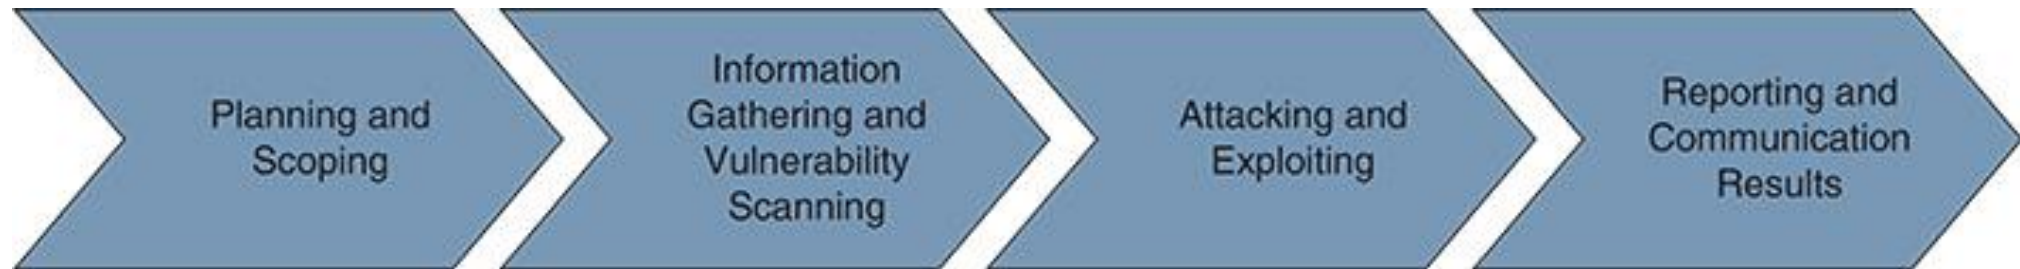 Planning and
Scoping
Information
Gathering and
Vulnerability
Scanning
Attacking and
Exploiting
Reporting and
Communication
Results